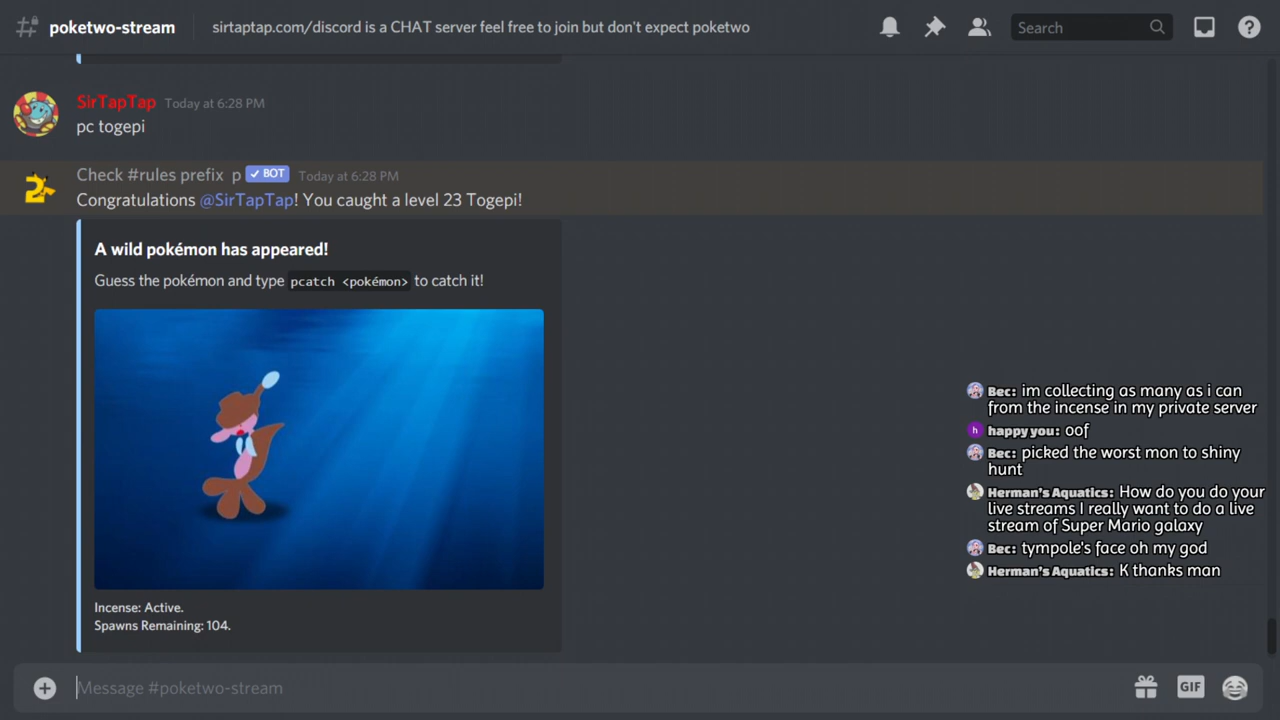 poketwo-stream
sirtaptap.com/discord is a CHAT server feel free to join but don't expect poketwo
Search
SirTapTap Today at 6:28 PM
pc togepi
Check #rules prefix p ✓ BOT Today at 6:28 PM
Congratulations @SirTapTap! You caught a level 23 Togepi!
A wild pokémon has appeared!
Guess the pokémon and type pcatch <pokémon> to catch it!
Incense: Active.
Spawns Remaining: 104.
Bec: im collecting as many as i can
from the incense in my private server
h happy you: oof
Bec: picked the worst mon to shiny
hunt
Herman's Aquatics: How do you do your
live streams I really want to do a live
stream of Super Mario galaxy
Bec: tympole's face oh my god
Herman's Aquatics: K thanks man
Message #poketwo-stream
GIF